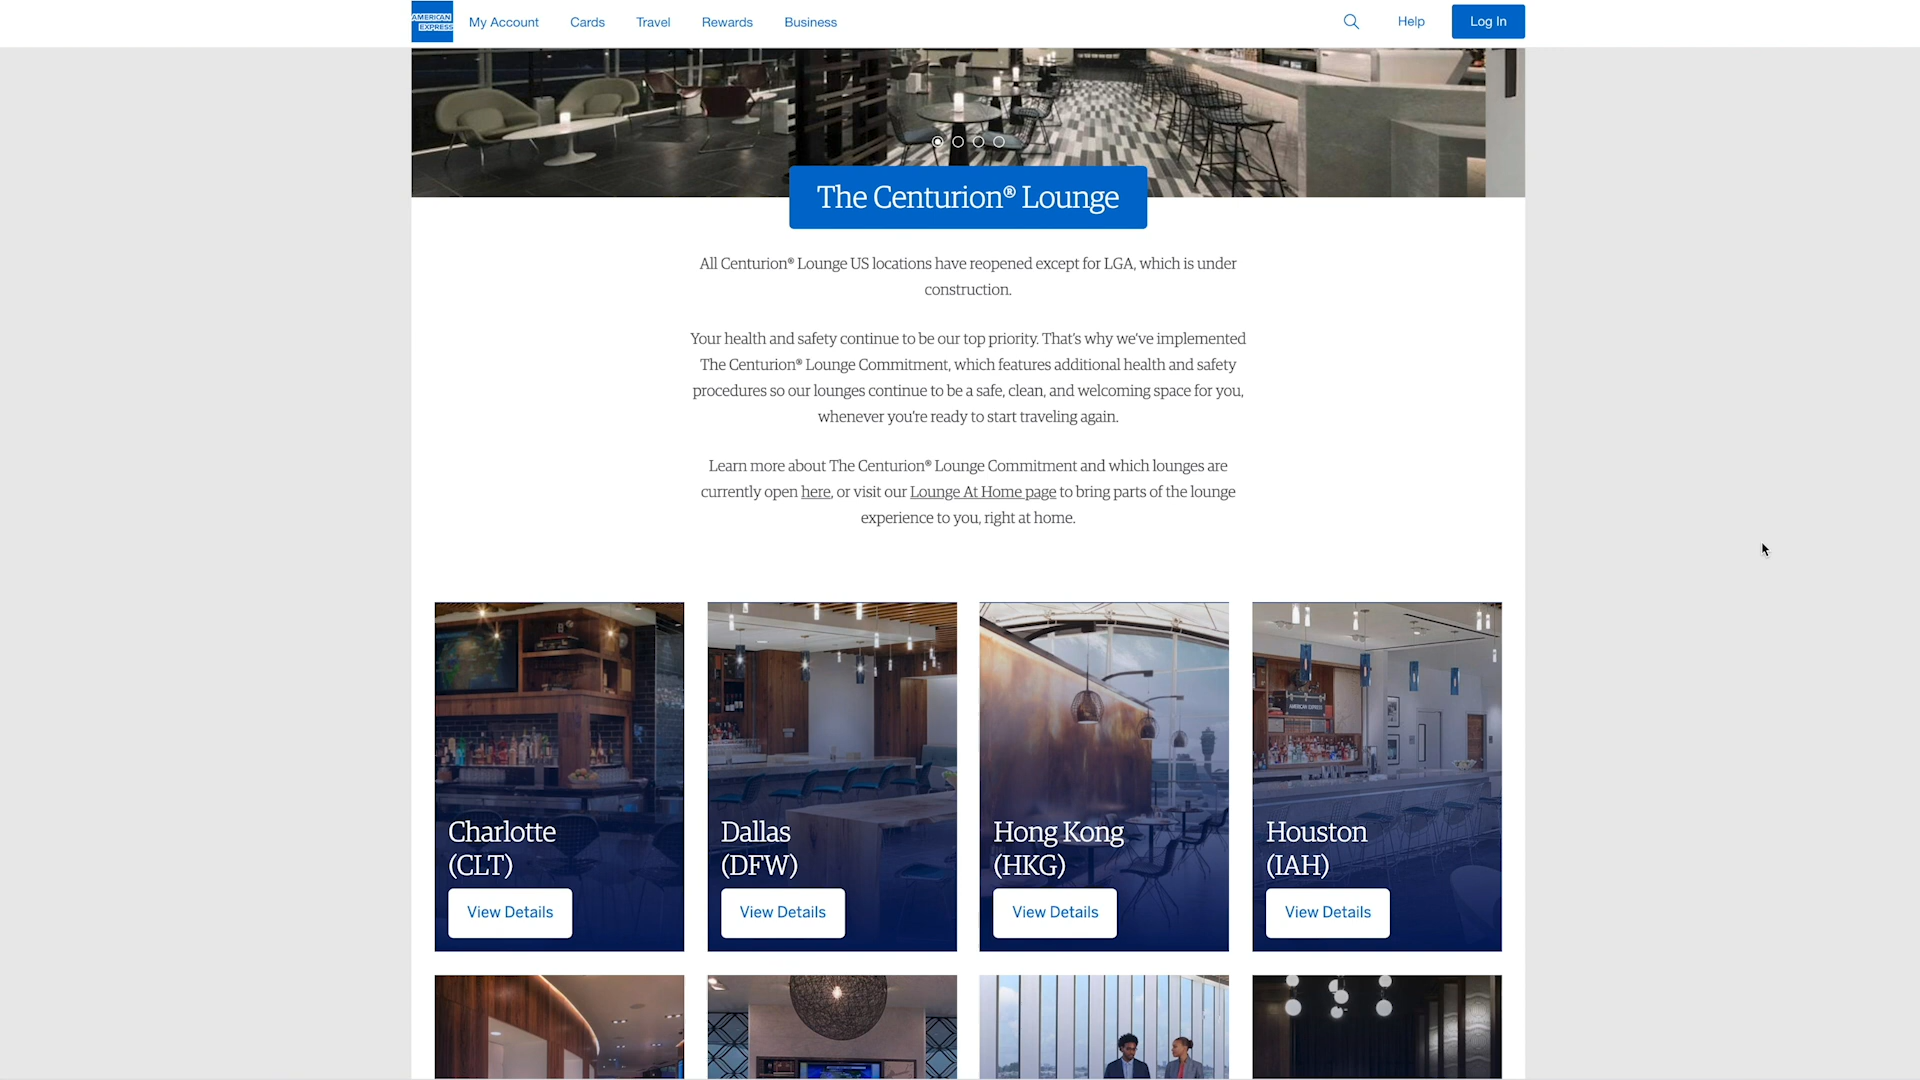 AMERICAN
EXPRESS
My Account
Cards
Travel
Rewards
Business
Help
Log In
The Centurion® Lounge
All Centurion® Lounge US locations have reopened except for LGA, which is under
construction.
Your health and safety continue to be our top priority. That's why we've implemented
The Centurion® Lounge Commitment, which features additional health and safety
procedures so our lounges continue to be a safe, clean, and welcoming space for you,
whenever you're ready to start traveling again.
Learn more about The Centurion® Lounge Commitment and which lounges are
currently open here, or visit our Lounge At Home page to bring parts of the lounge
experience to you, right at home.
AMERICAN EXPRESS
Charlotte
(CLT)
View Details
Dallas
(DFW)
View Details
Hong Kong
(HKG)
View Details
Houston
(IAH)
View Details